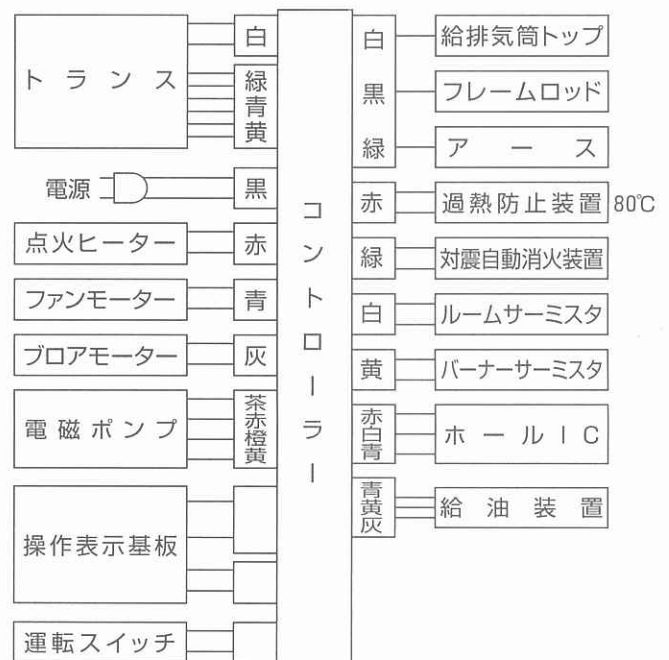 トランス
白
緑
青
黄
電源
黒
点火ヒーター
赤
ファンモーター
青
ブロアモーター
灰
電磁ポンプ
茶
赤
橙
黄
操作表示基板
運転スイッチ
コントローラー
白
給排気筒トップ
黒
フレームロッド
緑
アース
赤
過熱防止装置
80℃
緑
対震自動消火装置
白
ルームサーミスタ
黄
バーナーサーミスタ
赤
白
青
ホールIC
青
黄
灰
給油装置